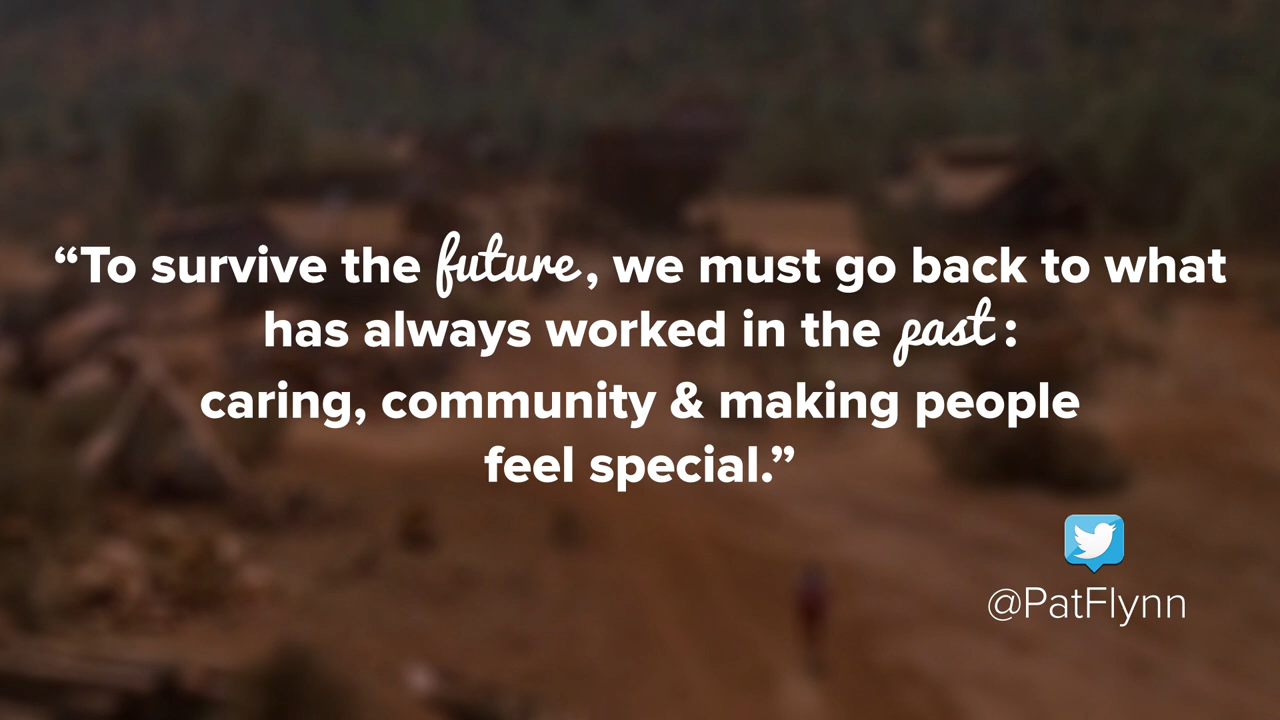 “To survive the future, we must go back to what
has always worked in the past:
caring, community & making people
feel special.”
@PatFlynn